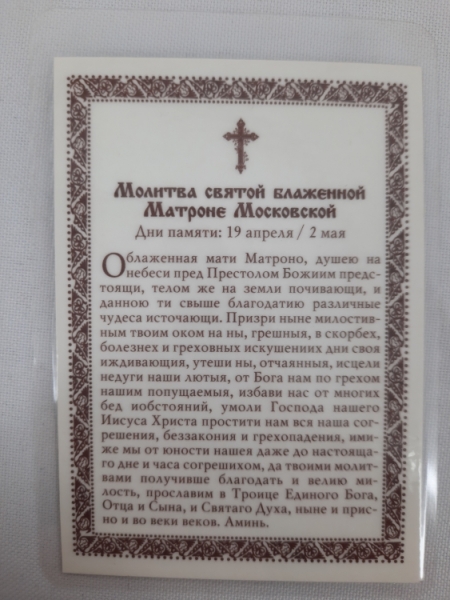 Молитва святой блаженной
Матроне Московской
Дни памяти: 19 апреля / 2 мая
О блаженная мати Матроно, душею на
небеси пред Престолом Божиим предс-
тоящи, телом же на земли почивающи, и
данною ти свыше благодатию различные
чудеса источающи. Призри ныне милостив-
ным твоим оком на ны, грешныя, в скорбех,
болезнех и греховных искушениих дни своя
иждивающия, утеши ны, отчаянныя, исцели
недуги наши лютыя, от Бога нам по грехом
нашим попущаемыя, избави нас от многих
бед иобстояний, умоли Господа нашего
Иисуса Христа простити нам вся наша со-
грешения, беззакония и грехопадения, ими-
же мы от юности нашея даже до настояща-
го дне и часа согрешихом, да твоими молит-
вами получивше благодать и велию ми-
лость, прославим в Троице Единого Бога,
Отца и Сына, и Святаго Духа, ныне и прис-
но и во веки веков. Аминь.